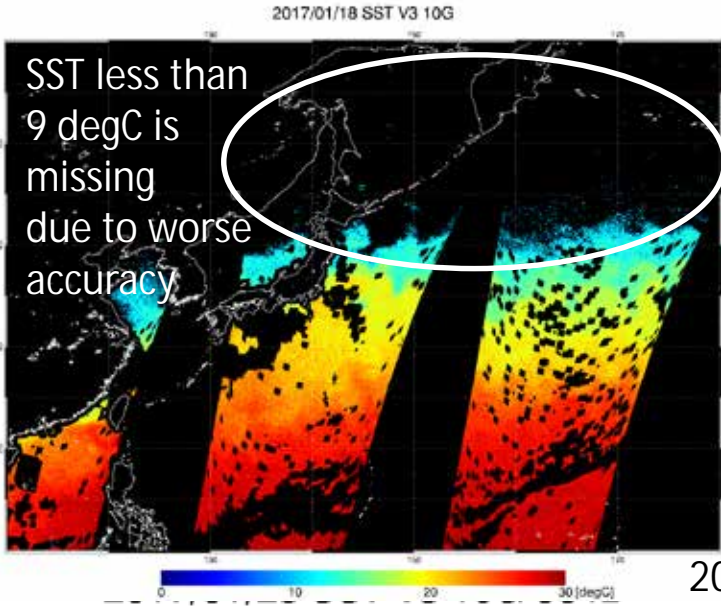 2017/01/18 SST V3 10G
SST less than
9 degC is
missing
due to worse
accuracy
0 10 20 30 [degC]
20